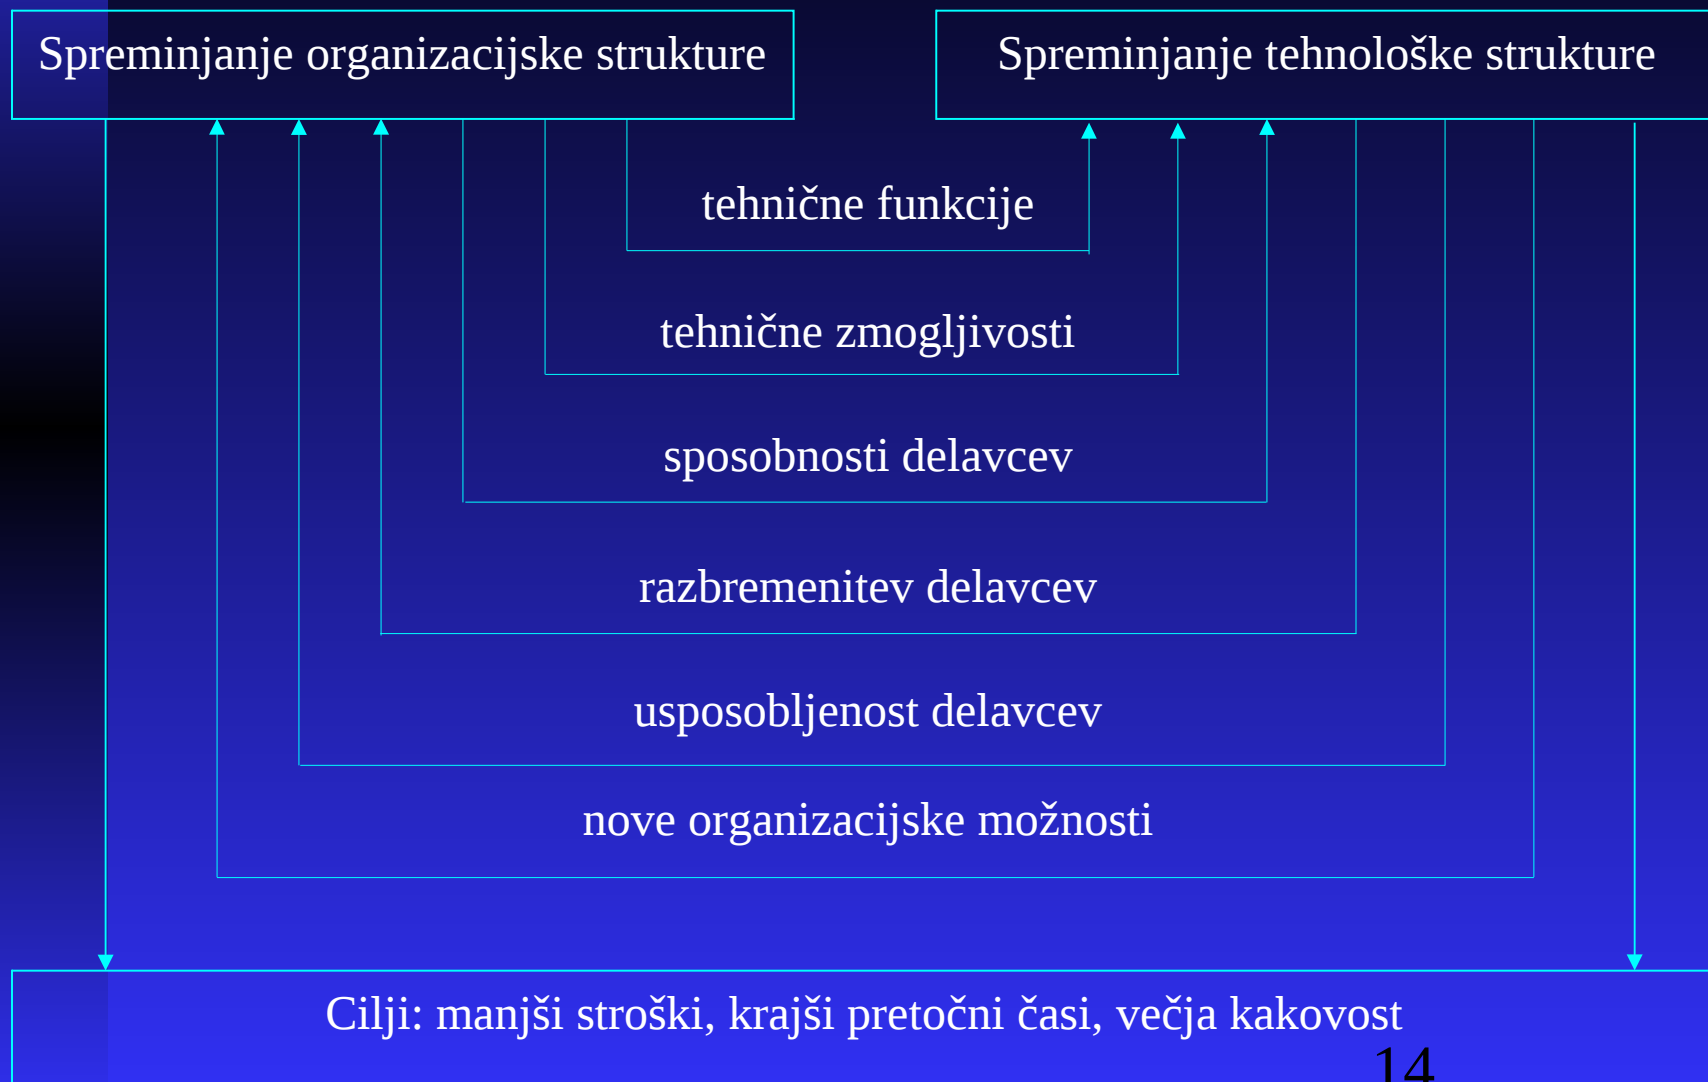 Spreminjanje organizacijske strukture
Spreminjanje tehnološke strukture
tehnične funkcije
tehnične zmogljivosti
sposobnosti delavcev
razbremenitev delavcev
usposobljenost delavcev
nove organizacijske možnosti
Cilji: manjši stroški, krajši pretočni časi, večja kakovost
14